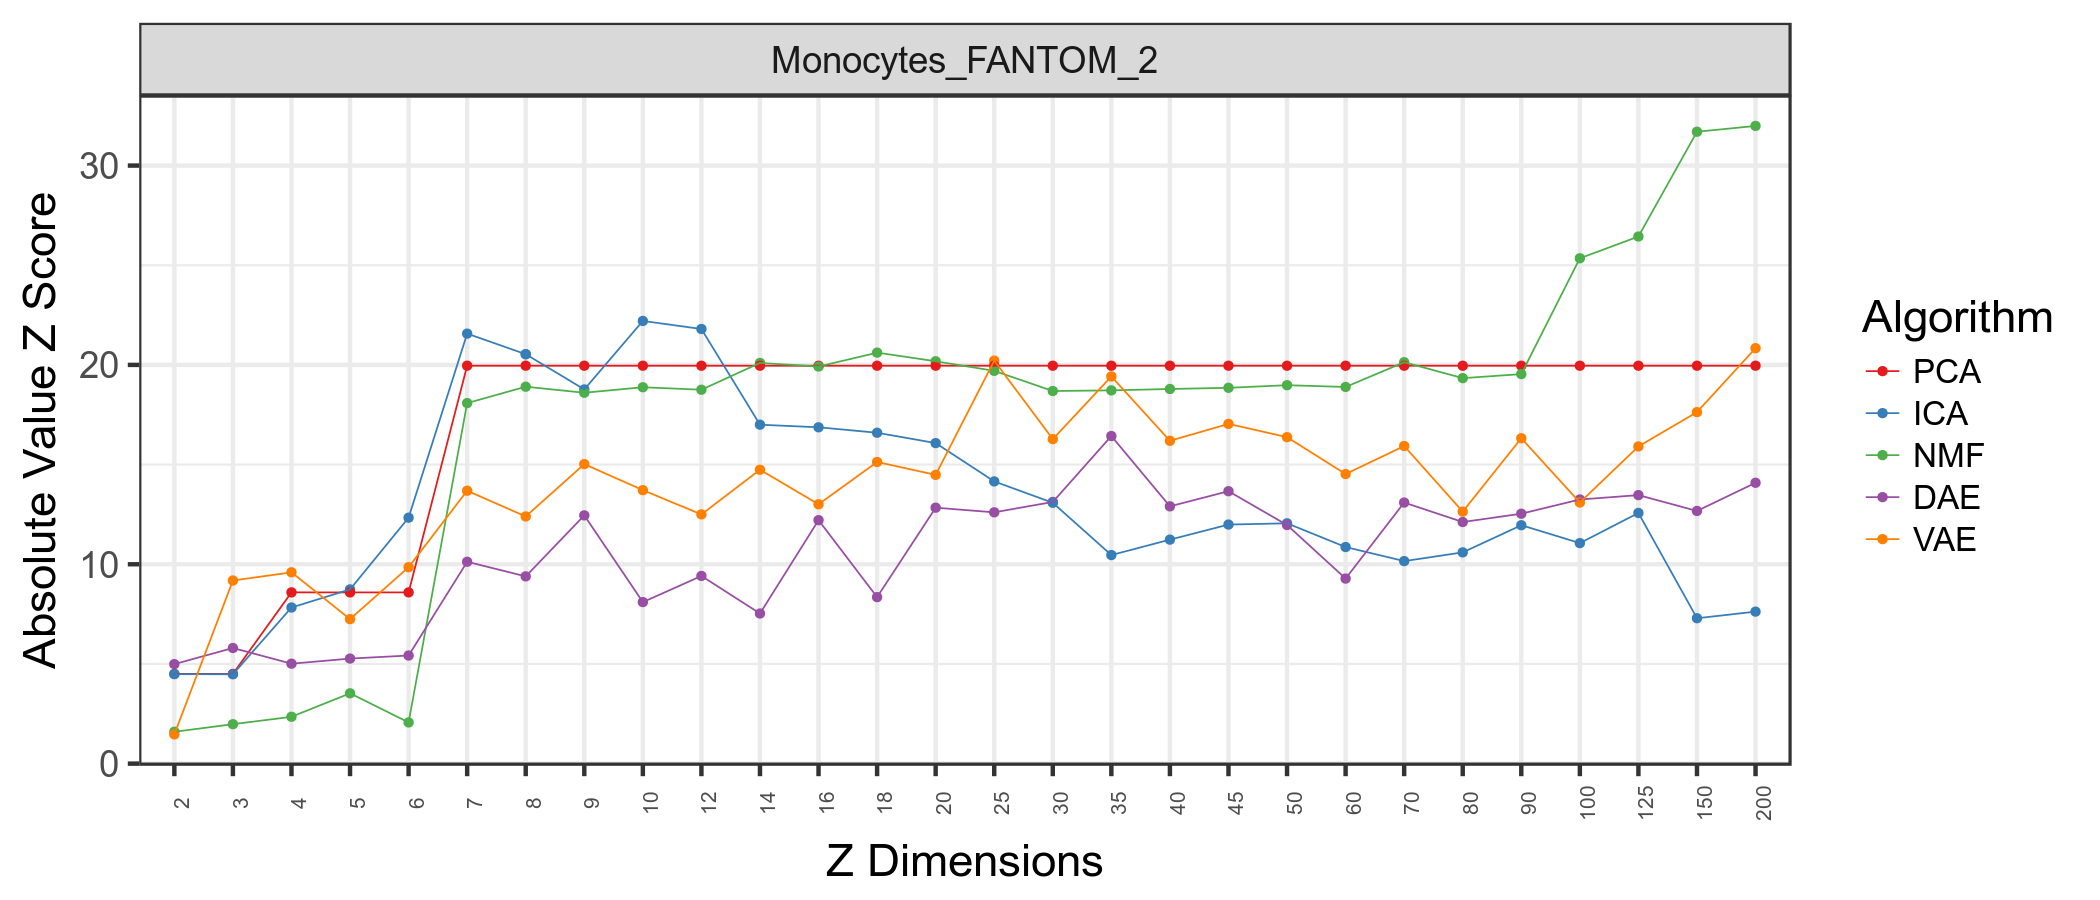 Monocytes_FANTOM_2
Absolute Value Z Score
30
20
10
0
2 3 4 5 6 7 8 9 10 12 14 16 18 20 25 30 35 40 45 50 60 70 80 90 100 125 150 200
Z Dimensions
Algorithm
PCA
ICA
NMF
DAE
VAE